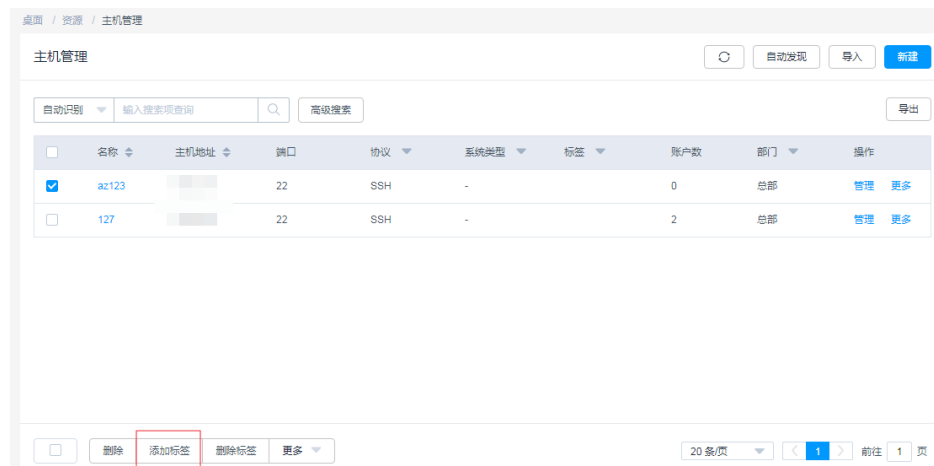 桌面 / 资源 / 主机管理
主机管理 自动发现 导入 新建
自动识别 输入搜索项查询 高级搜索 导出
名称 主机地址 端口 协议 系统类型 标签 账户数 部门 操作
az123 22 SSH - 0 总部 管理 更多
127 22 SSH - 2 总部 管理 更多
删除 添加标签 删除标签 更多 20 条/页 1 前往 1 页